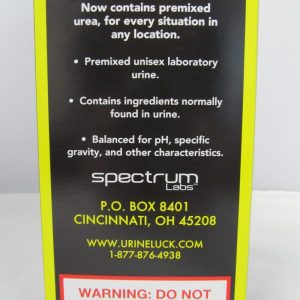 Now contains premixed
urea, for every situation in
any location.
• Premixed unisex laboratory
urine.
• Contains ingredients normally
found in urine.
• Balanced for pH, specific
gravity, and other characteristics.
spectrum
Labs™
P.O. BOX 8401
CINCINNATI, OH 45208
WWW.URINELUCK.COM
1-877-876-4938
WARNING: DO NOT